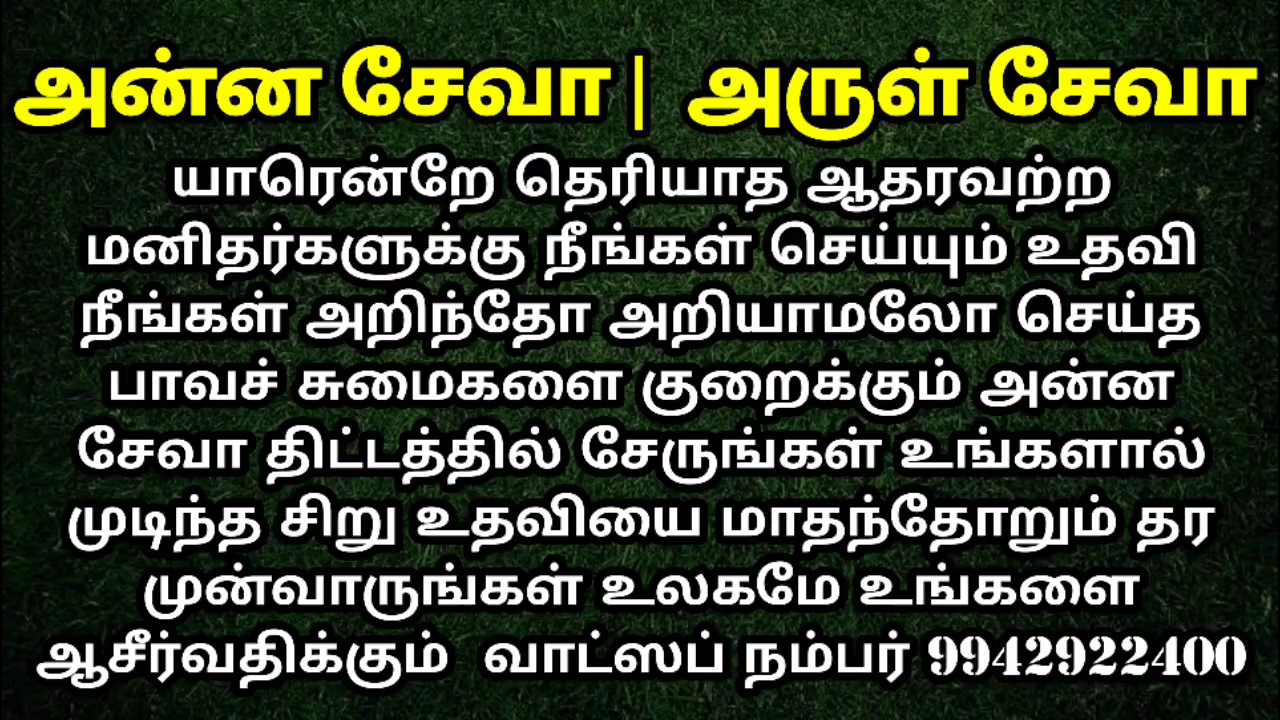 அன்ன சேவா | அருள் சேவா
யாரென்றே தெரியாத ஆதரவற்ற
மனிதர்களுக்கு நீங்கள் செய்யும் உதவி
நீங்கள் அறிந்தோ அறியாமலோ செய்த
பாவச் சுமைகளை குறைக்கும் அன்ன
சேவா திட்டத்தில் சேருங்கள் உங்களால்
முடிந்த சிறு உதவியை மாதந்தோறும் தர
முன்வாருங்கள் உலகமே உங்களை
ஆசீர்வதிக்கும் வாட்ஸப் நம்பர் 9942922400